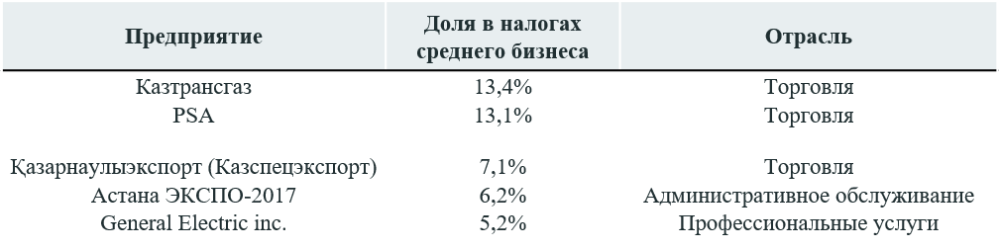 Предприятие Доля в налогах среднего бизнеса Отрасль
Казтрансгаз 13,4% Торговля
PSA 13,1% Торговля
Қазарнаулыэкспорт (Казспецэкспорт) 7,1% Торговля
Астана ЭКСПО-2017 6,2% Административное обслуживание
General Electric inc. 5,2% Профессиональные услуги